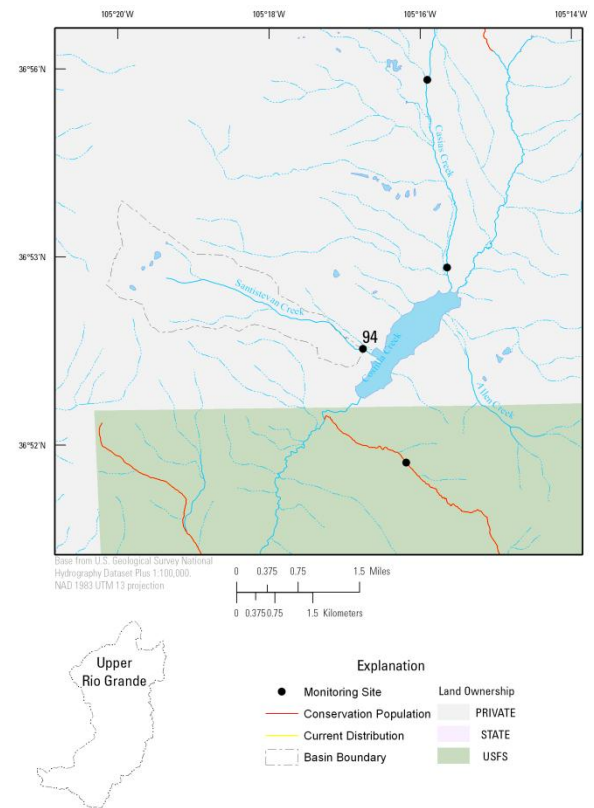 105°20'W
105°18'W
105°16'W
105°14'W
36°56'N
36°53'N
36°52'N
Casias Creek
Santistevan Creek
94
Costilla Creek
Allen Creek
Base from U.S. Geological Survey National
Hydrography Dataset Plus 1:100,000.
NAD 1983 UTM 13 projection
0 0.375 0.75 1.5 Miles
0 0.375 0.75 1.5 Kilometers
Upper
Rio Grande
Explanation
Monitoring Site
Conservation Population
Current Distribution
Basin Boundary
Land Ownership
PRIVATE
STATE
USFS